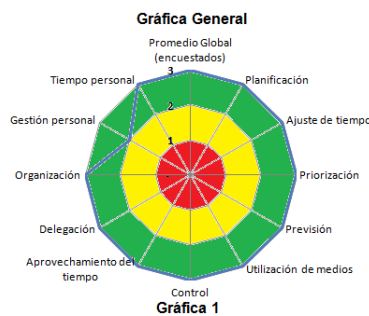 Gráfica General
Promedio Global
(encuestados)
3
Tiempo personal
Planificación
2
Gestión personal
Ajuste de tiempo
1
Organización
-
Priorización
Delegación
Previsión
Aprovechamiento del
tiempo
Utilización de medios
Control
Gráfica 1